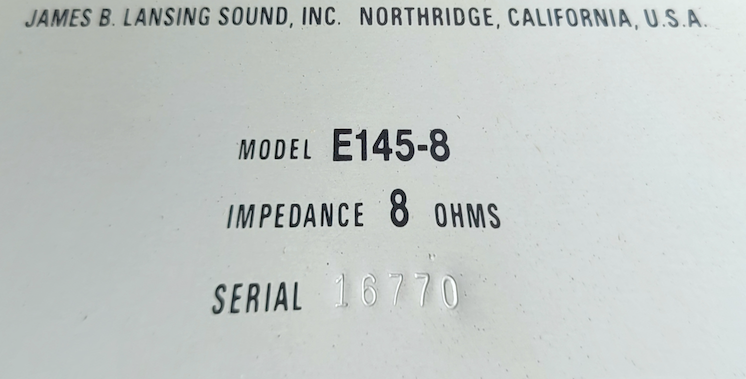 JAMES B. LANSING SOUND, INC. NORTHRIDGE, CALIFORNIA, U.S.A.
MODEL E145-8
IMPEDANCE 8 OHMS
SERIAL 16770